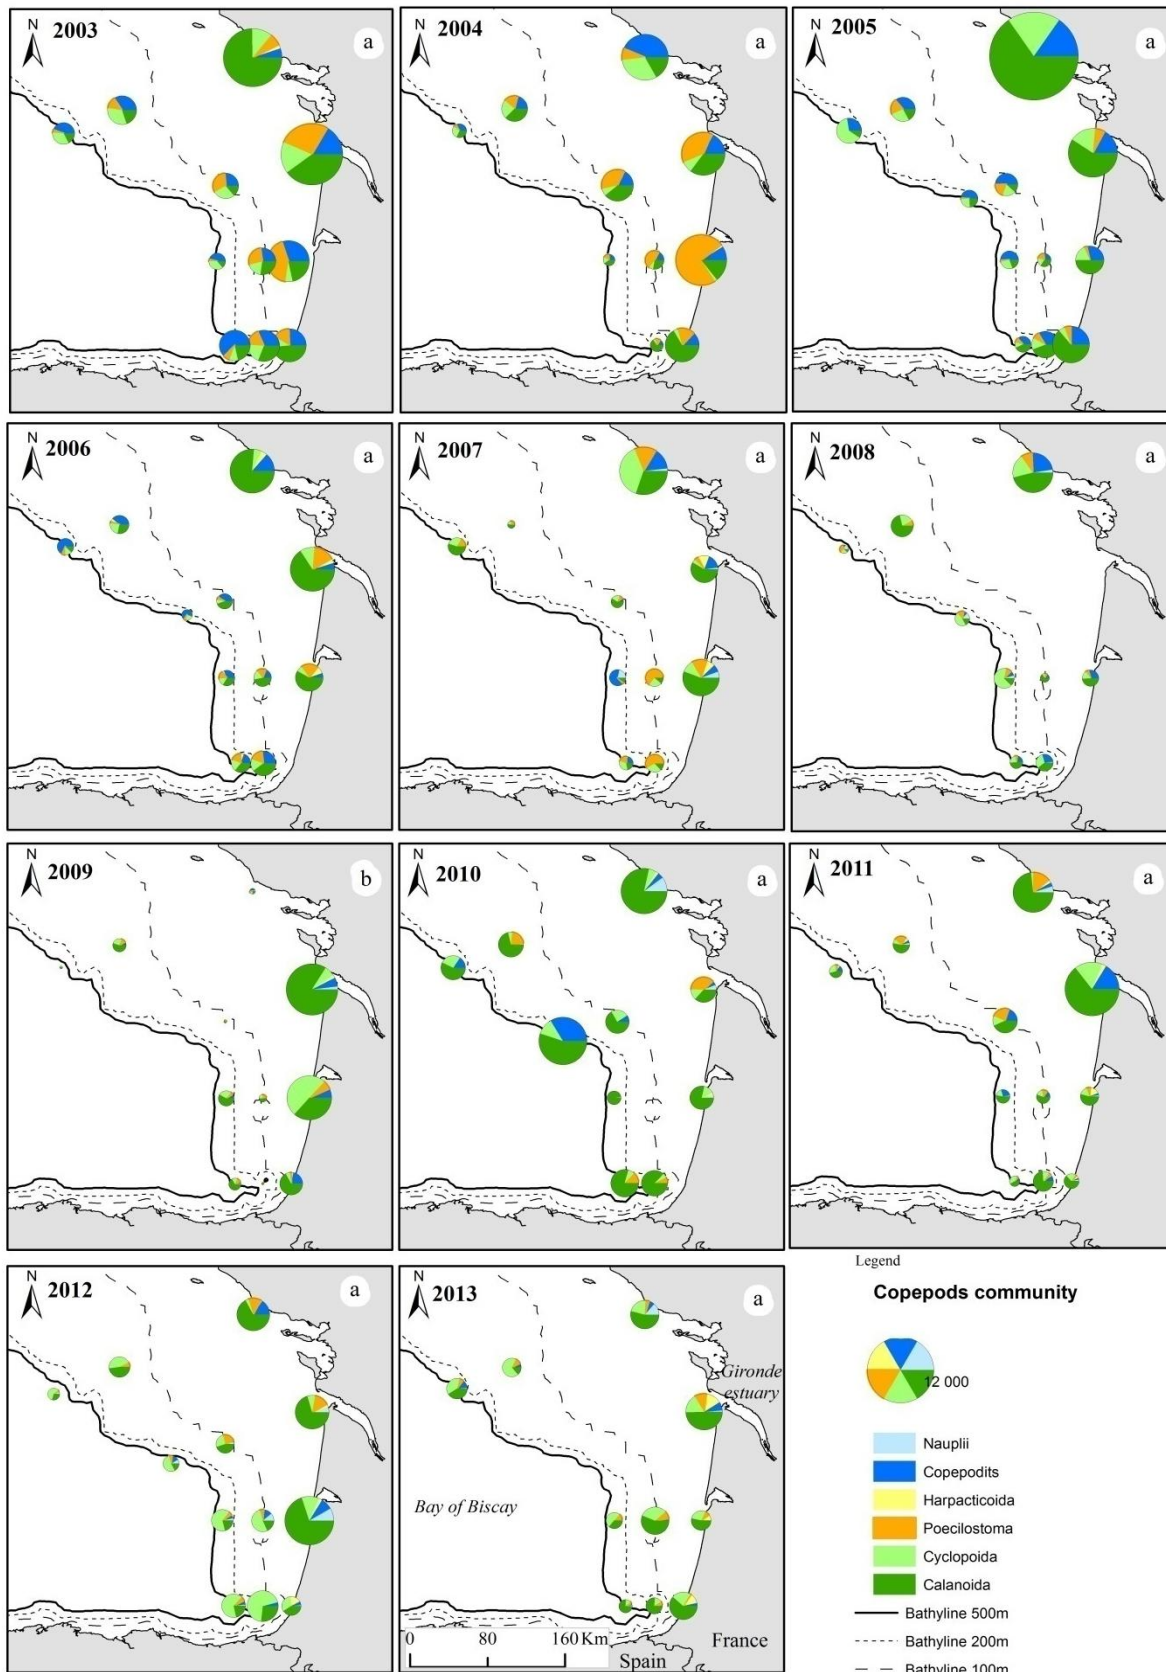 N
2003
a
N
2004
a
N
2005
a
N
2006
a
N
2007
a
N
2008
a
N
2009
b
N
2010
a
N
2011
a
N
2012
a
N
2013
a
Gironde
estuary
Bay of Biscay
0 80 160 Km
France
Spain
Legend
Copepods community
12 000
Nauplii
Copepodits
Harpacticoida
Poecilostoma
Cyclopoida
Calanoida
Bathyline 500m
Bathyline 200m
Bathyline 100m